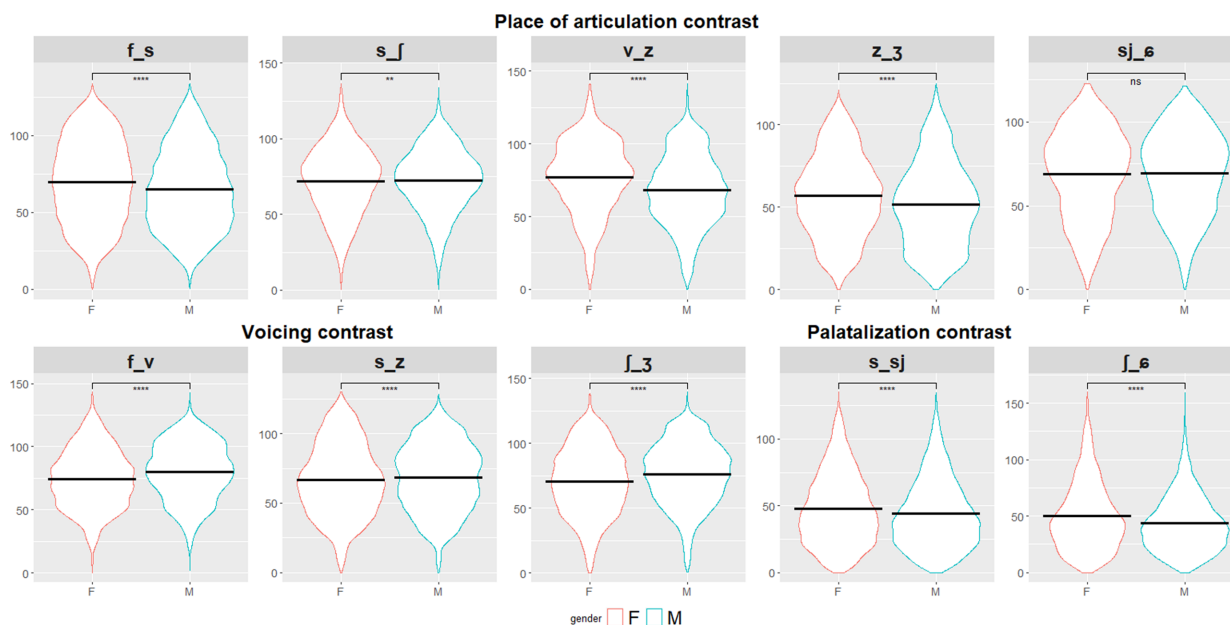 Place of articulation contrast
f_s s_ʃ v_z z_ʒ sj_ɕ
150 150
**** ** **** **** ns
100 100 100 100 100
50 50 50 50 50
0 0 0 0 0
F M F M F M F M F M
Voicing contrast Palatalization contrast
f_v s_z ʃ_ʒ s_sj ʃ_ɕ
150 150 150
**** **** **** **** ****
100 100 100 100 100
50 50 50 50 50
0 0 0 0 0
F M F M F M F M F M
gender F M